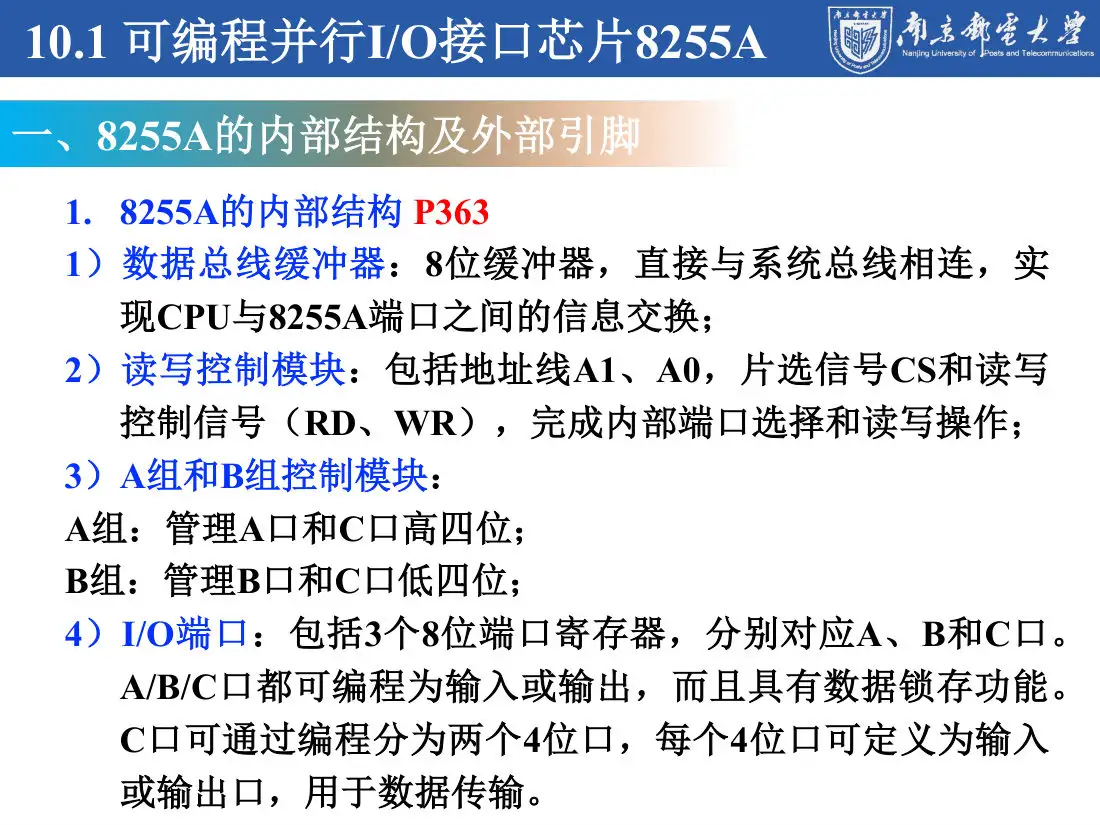 10.1 可编程并行I/O接口芯片8255A
南京邮电大学
Nanjing University of Posts and Telecommunications
一、8255A的内部结构及外部引脚
1. 8255A的内部结构 P363
1）数据总线缓冲器：8位缓冲器，直接与系统总线相连，实
现CPU与8255A端口之间的信息交换；
2）读写控制模块：包括地址线A1、A0，片选信号CS和读写
控制信号（RD、WR），完成内部端口选择和读写操作；
3）A组和B组控制模块：
A组：管理A口和C口高四位；
B组：管理B口和C口低四位；
4）I/O端口：包括3个8位端口寄存器，分别对应A、B和C口。
A/B/C口都可编程为输入或输出，而且具有数据锁存功能。
C口可通过编程分为两个4位口，每个4位口可定义为输入
或输出口，用于数据传输。